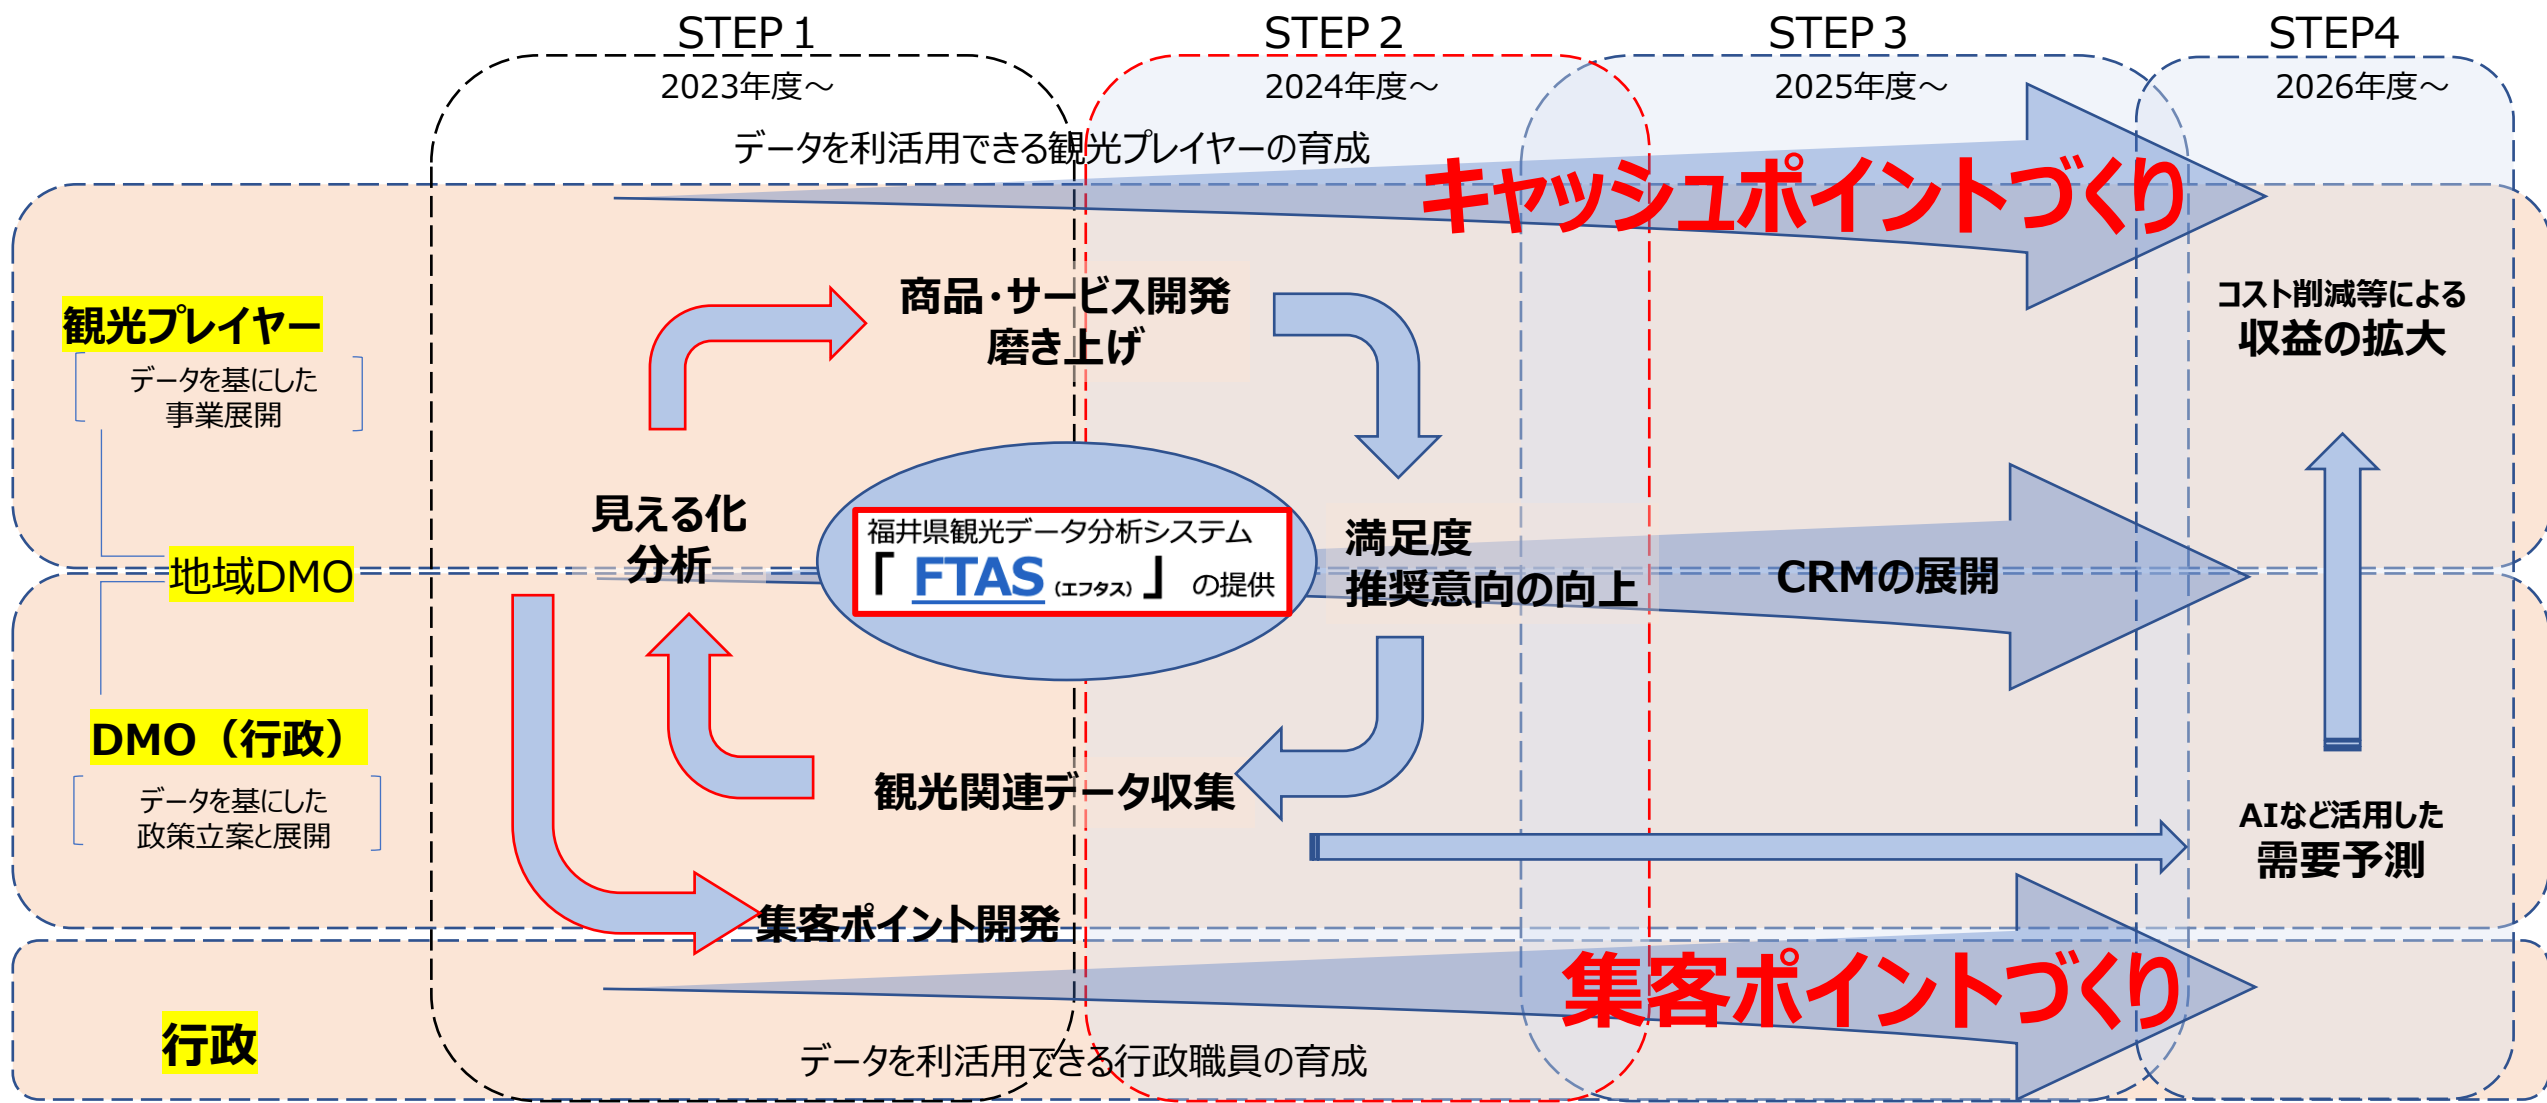 STEP 1
STEP 2
STEP 3
STEP4
2023年度～
2024年度～
2025年度～
2026年度～
データを利活用できる観光プレイヤーの育成
キャッシュポイントづくり
観光プレイヤー
データを基にした
事業展開
商品・サービス開発
磨き上げ
コスト削減等による
収益の拡大
見える化
分析
福井県観光データ分析システム
「 FTAS (エフタス) 」 の提供
満足度
推奨意向の向上
CRMの展開
地域DMO
DMO（行政）
データを基にした
政策立案と展開
観光関連データ収集
AIなど活用した
需要予測
集客ポイント開発
集客ポイントづくり
行政
データを利活用できる行政職員の育成